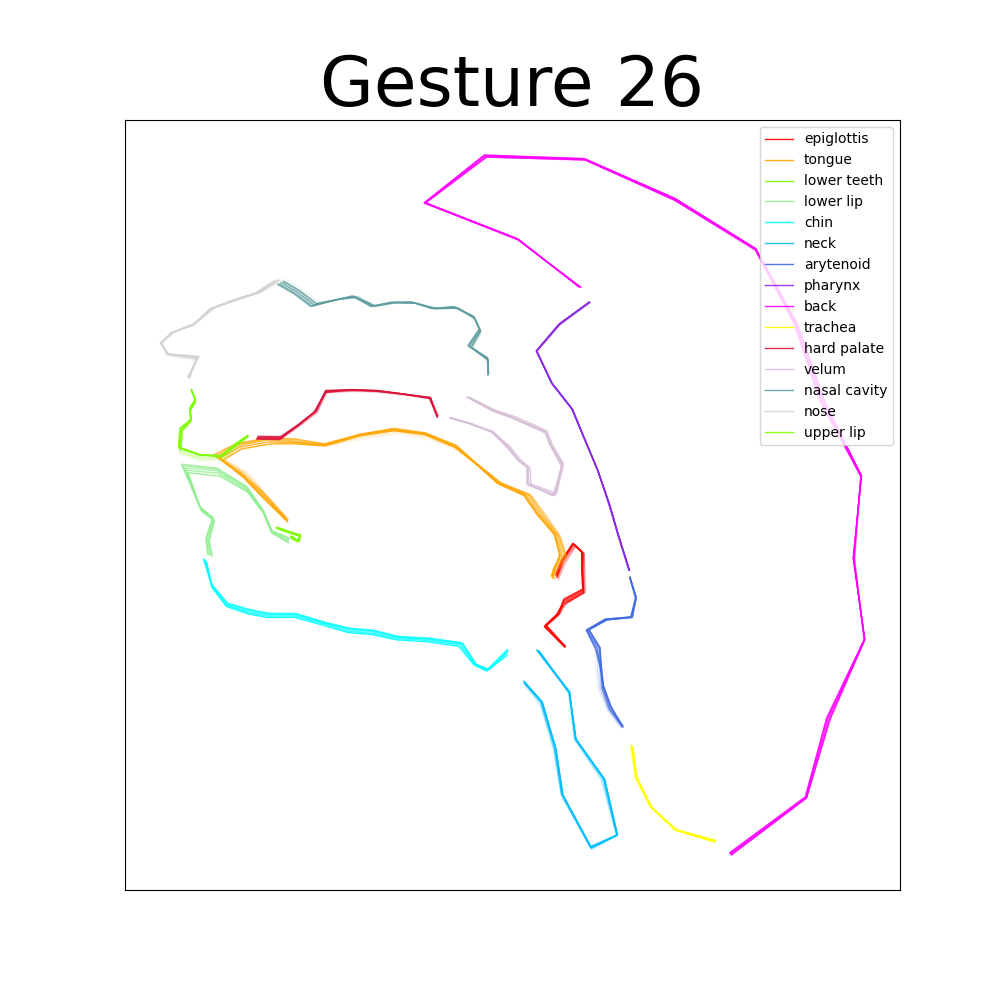 Gesture 26
epiglottis
tongue
lower teeth
lower lip
chin
neck
arytenoid
pharynx
back
trachea
hard palate
velum
nasal cavity
nose
upper lip